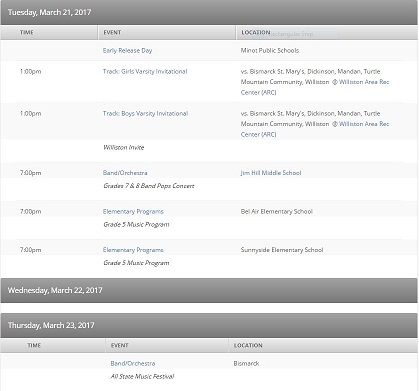 Tuesday, March 21, 2017
TIME EVENT LOCATION
Early Release Day Minot Public Schools
1:00pm Track: Girls Varsity Invitational vs. Bismarck St. Mary's, Dickinson, Mandan, Turtle
Mountain Community, Williston @ Williston Area Rec
Center (ARC)
1:00pm Track: Boys Varsity Invitational vs. Bismarck St. Mary's, Dickinson, Mandan, Turtle
Mountain Community, Williston @ Williston Area Rec
Center (ARC)
Williston Invite
7:00pm Band/Orchestra Jim Hill Middle School
Grades 7 & 8 Band Pops Concert
7:00pm Elementary Programs Bel Air Elementary School
Grade 5 Music Program
7:00pm Elementary Programs Sunnyside Elementary School
Grade 5 Music Program
Wednesday, March 22, 2017
Thursday, March 23, 2017
TIME EVENT LOCATION
Band/Orchestra Bismarck
All State Music Festival